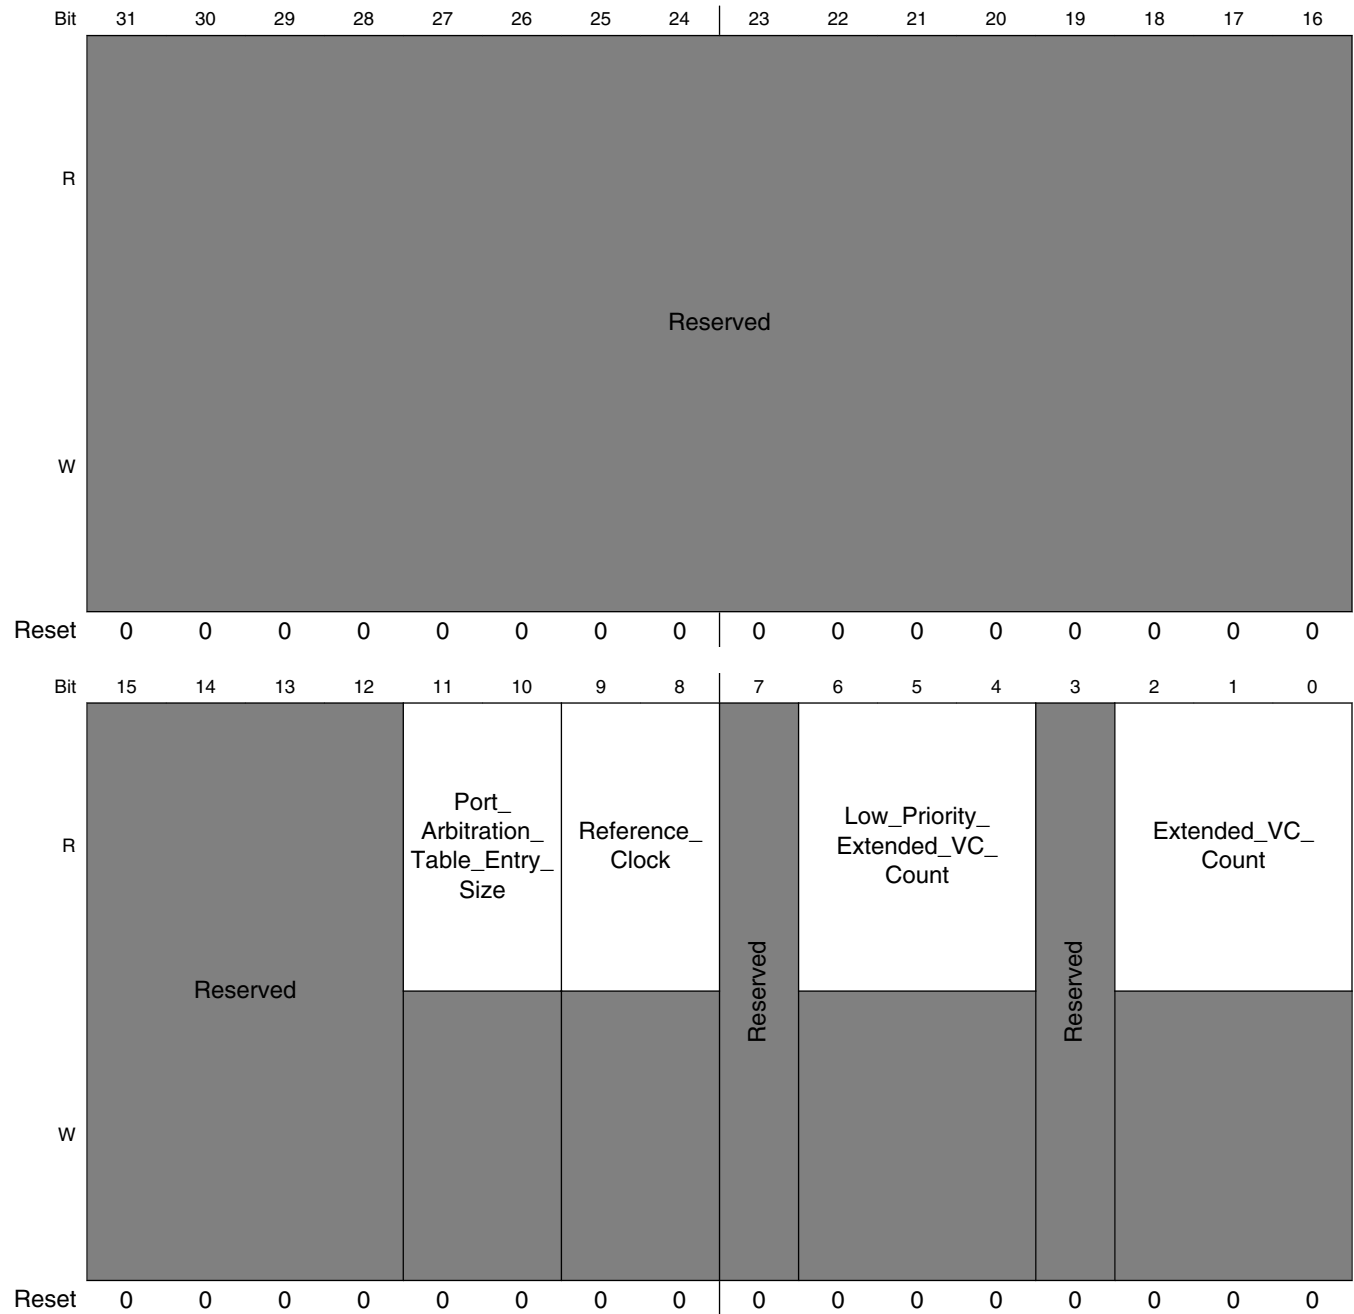 Bit 31 30 29 28 27 26 25 24 23 22 21 20 19 18 17 16
R
Reserved
W
Reset 0 0 0 0 0 0 0 0 0 0 0 0 0 0 0 0
Bit 15 14 13 12 11 10 9 8 7 6 5 4 3 2 1 0
R
Reserved
Port_
Arbitration_
Table_Entry_
Size
Reference_
Clock
Reserved
Low_Priority_
Extended_VC_
Count
Reserved
Extended_VC_
Count
W
Reset 0 0 0 0 0 0 0 0 0 0 0 0 0 0 0 0